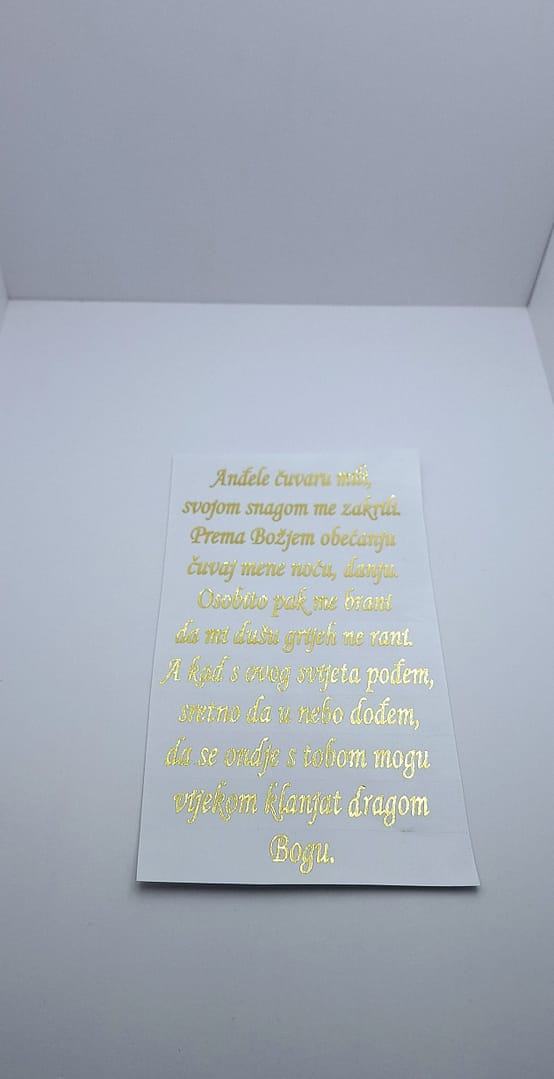 Anđele čuvaru mili,
svojom snagom me zakrili.
Prema Božjem obećanju
čuvaj mene noću, danju.
Osobito pak me brani
da mi dušu grijeh ne rani.
A kad s ovog svijeta pođem,
sretno da u nebo dođem,
da se ondje s tobom mogu
vijekom klanjat dragom
Bogu.